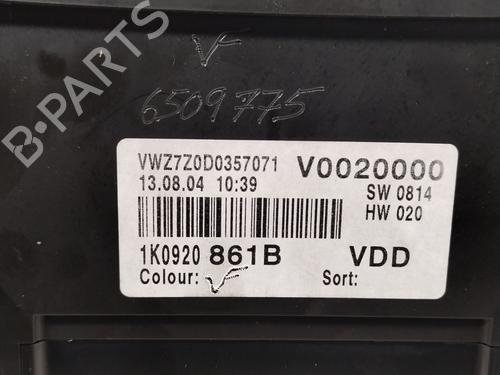 B-PARTS
6509775
VWZ7Z0D0357071 V0020000
13.08.04 10:39 SW 0814
HW 020
1K0920 861B VDD
Colour: Sort: